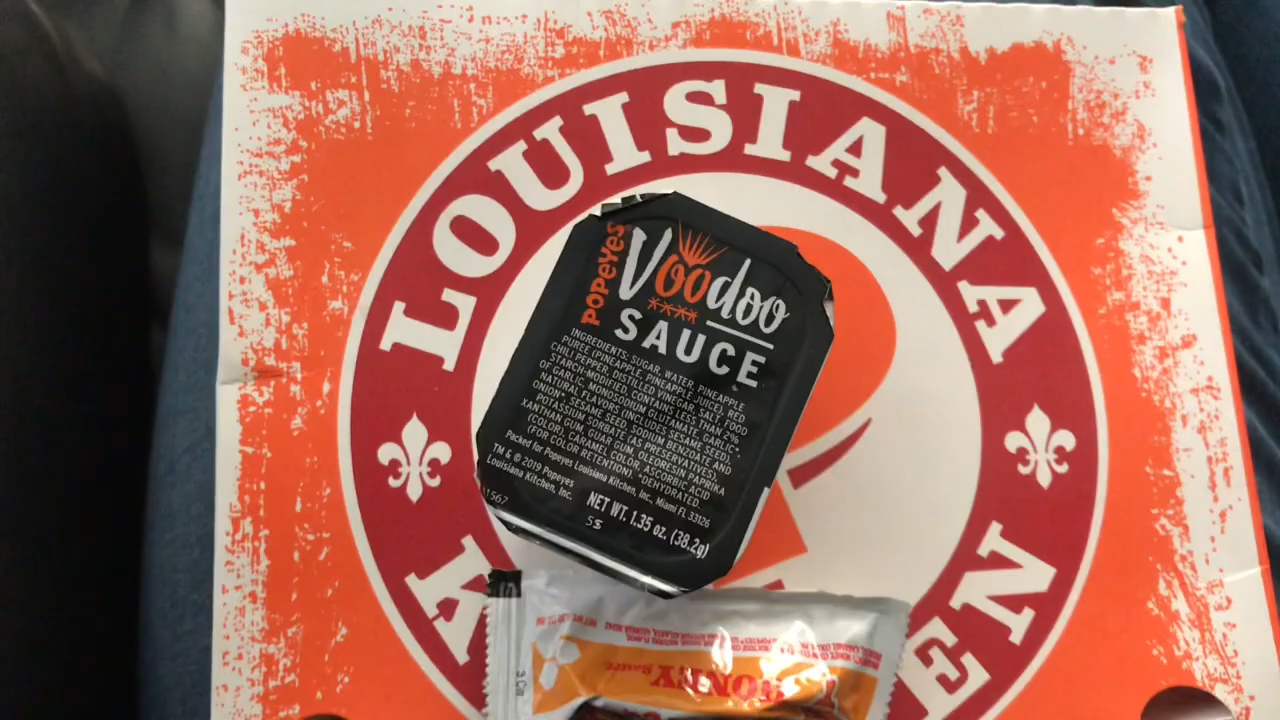 LOUISIANA
POPEYES
Voodoo
SAUCE
INGREDIENTS: SUGAR, WATER, PINEAPPLE
PUREE (PINEAPPLE, PINEAPPLE JUICE), RED
CHILI PEPPER, DISTILLED VINEGAR, SALT, FOOD
STARCH-MODIFIED, CONTAINS LESS THAN 2%
OF GARLIC, MONOSODIUM GLUTAMATE, GARLIC*,
NATURAL FLAVORS (INCLUDES SESAME SEED),
ONION*, SESAME SEED, SODIUM BENZOATE AND
POTASSIUM SORBATE (AS PRESERVATIVES),
XANTHAN GUM, GUAR GUM, OLEORESIN PAPRIKA
(COLOR), CARAMEL COLOR, ASCORBIC ACID
(FOR COLOR RETENTION). *DEHYDRATED.
Packed for Popeyes Louisiana Kitchen, Inc., Miami FL 33126
TM & © 2019 Popeyes
Louisiana Kitchen, Inc.
NET WT. 1.35 oz. (38.2g)
1567
55
K
EN
HONEY Sauce